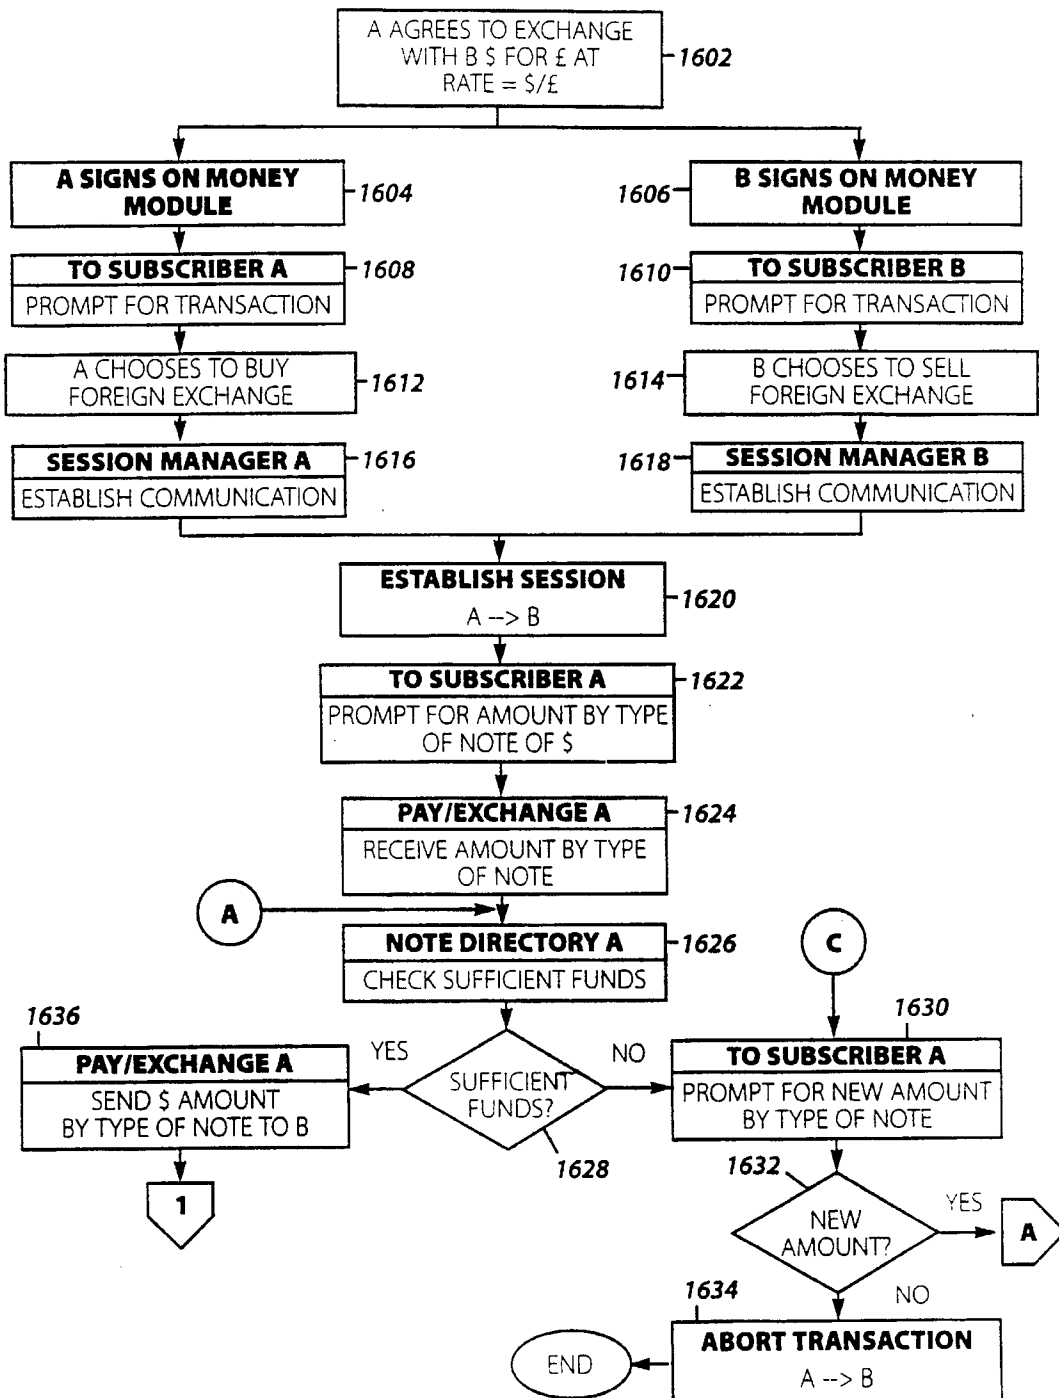 A AGREES TO EXCHANGE
WITH B $ FOR £ AT
RATE = $/£
1602
A SIGNS ON MONEY
MODULE
1604
1606
B SIGNS ON MONEY
MODULE
TO SUBSCRIBER A
PROMPT FOR TRANSACTION
1608
1610
TO SUBSCRIBER B
PROMPT FOR TRANSACTION
A CHOOSES TO BUY
FOREIGN EXCHANGE
1612
1614
B CHOOSES TO SELL
FOREIGN EXCHANGE
SESSION MANAGER A
ESTABLISH COMMUNICATION
1616
1618
SESSION MANAGER B
ESTABLISH COMMUNICATION
ESTABLISH SESSION
A --> B
1620
TO SUBSCRIBER A
PROMPT FOR AMOUNT BY TYPE
OF NOTE OF $
1622
PAY/EXCHANGE A
RECEIVE AMOUNT BY TYPE
OF NOTE
1624
A
NOTE DIRECTORY A
CHECK SUFFICIENT FUNDS
1626
C
1636
PAY/EXCHANGE A
SEND $ AMOUNT
BY TYPE OF NOTE TO B
YES
SUFFICIENT
FUNDS?
1628
NO
1630
TO SUBSCRIBER A
PROMPT FOR NEW AMOUNT
BY TYPE OF NOTE
1
1632
NEW
AMOUNT?
YES
A
NO
1634
ABORT TRANSACTION
A --> B
END